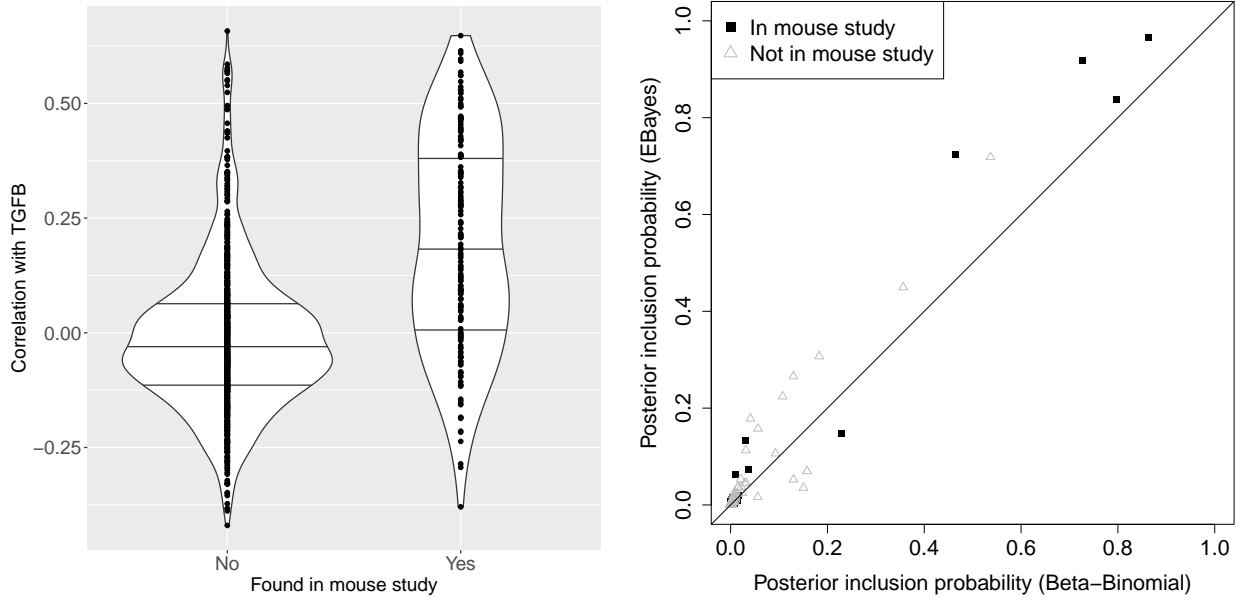 Correlation with TGFB
0.50
0.25
0.00
−0.25
No
Yes
Found in mouse study
In mouse study
Not in mouse study
Posterior inclusion probability (EBayes)
1.0
0.8
0.6
0.4
0.2
0.0
0.0 0.2 0.4 0.6 0.8 1.0
Posterior inclusion probability (Beta−Binomial)